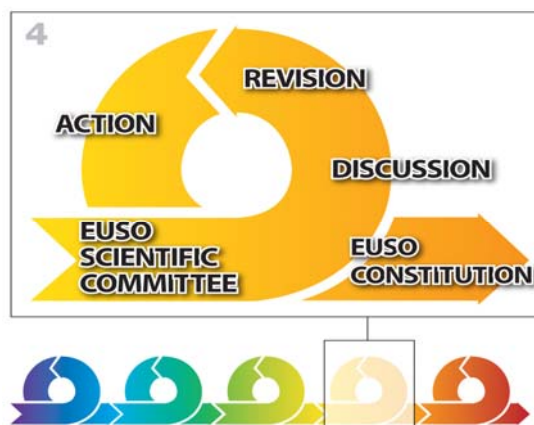 4
REVISION
ACTION
DISCUSSION
EUSO
SCIENTIFIC
COMMITTEE
EUSO
CONSTITUTION